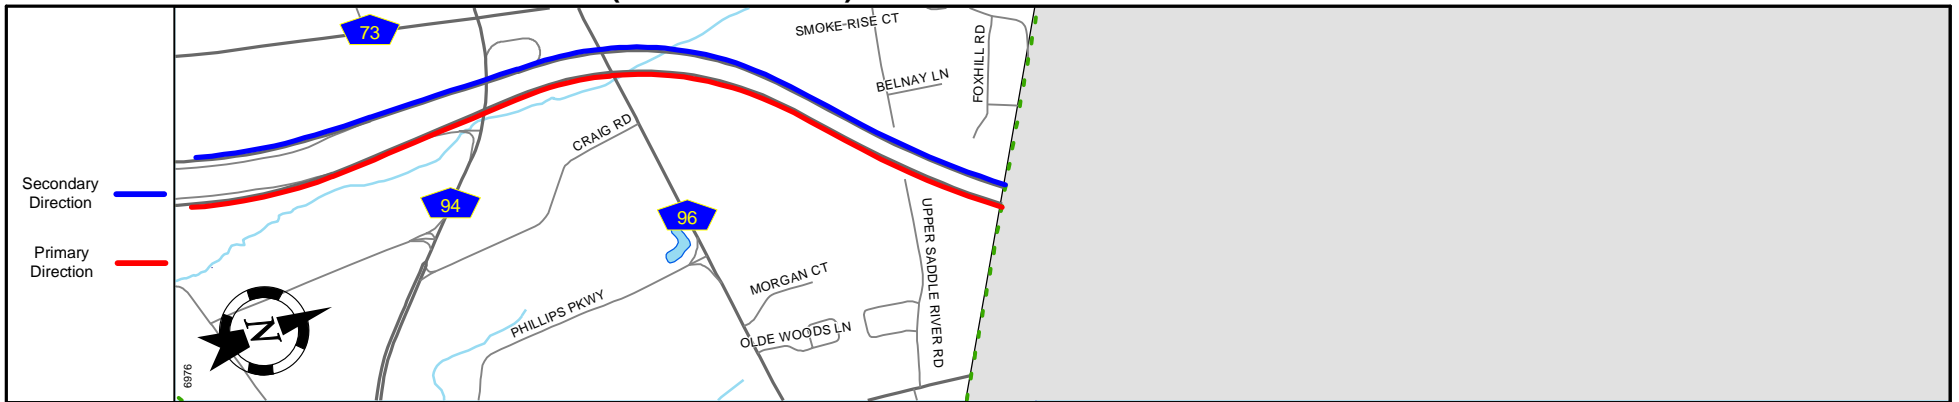 Secondary
Direction
Primary
Direction
73
94
96
SMOKE RISE CT
BELNAY LN
FOXHILL RD
CRAIG RD
UPPER SADDLE RIVER RD
MORGAN CT
PHILLIPS PKWY
OLDE WOODS LN
N
6976